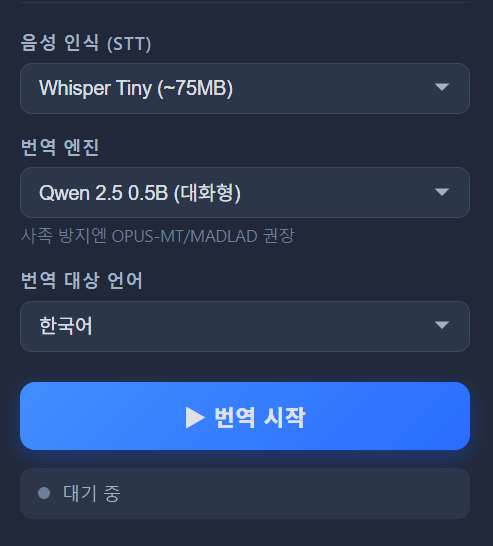 음성 인식 (STT)
Whisper Tiny (~75MB)
번역 엔진
Qwen 2.5 0.5B (대화형)
사족 방지엔 OPUS-MT/MADLAD 권장
번역 대상 언어
한국어
▶ 번역 시작
대기 중